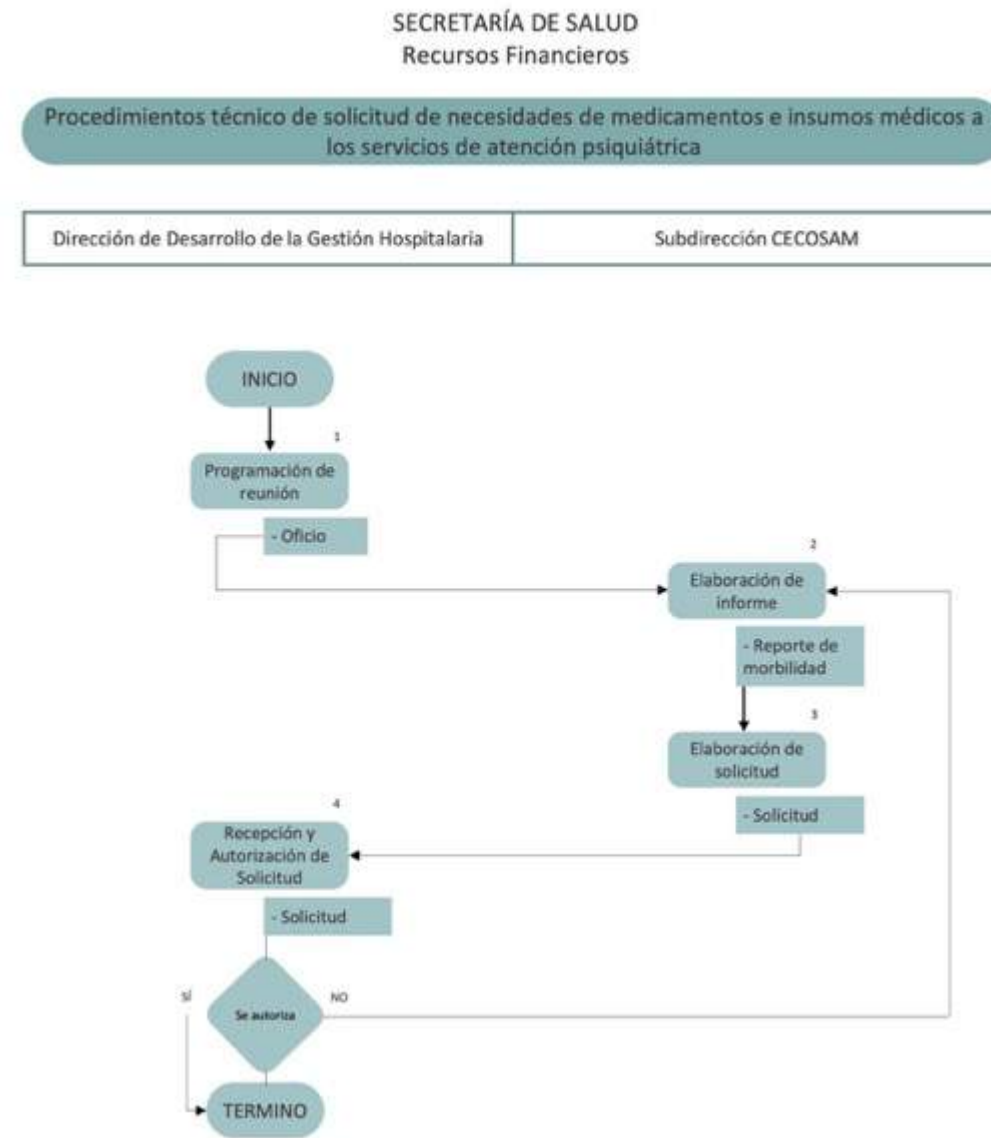 SECRETARÍA DE SALUD
Recursos Financieros
Procedimientos técnico de solicitud de necesidades de medicamentos e insumos médicos a
los servicios de atención psiquiátrica
Dirección de Desarrollo de la Gestión Hospitalaria
Subdirección CECOSAM
INICIO
1
Programación de
reunión
- Oficio
2
Elaboración de
informe
- Reporte de
morbilidad
3
Elaboración de
solicitud
- Solicitud
4
Recepción y
Autorización de
Solicitud
- Solicitud
SÍ
NO
Se autoriza
TERMINO